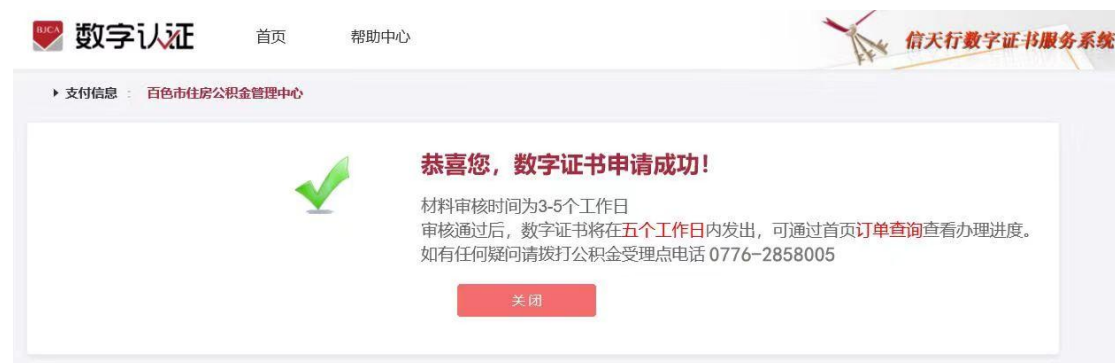 BJCA 数字认证 首页 帮助中心 信天行数字证书服务系统
支付信息 : 百色市住房公积金管理中心
恭喜您，数字证书申请成功！
材料审核时间为3-5个工作日
审核通过后，数字证书将在五个工作日内发出，可通过首页订单查询查看办理进度。
如有任何疑问请拨打公积金受理点电话 0776-2858005
关闭